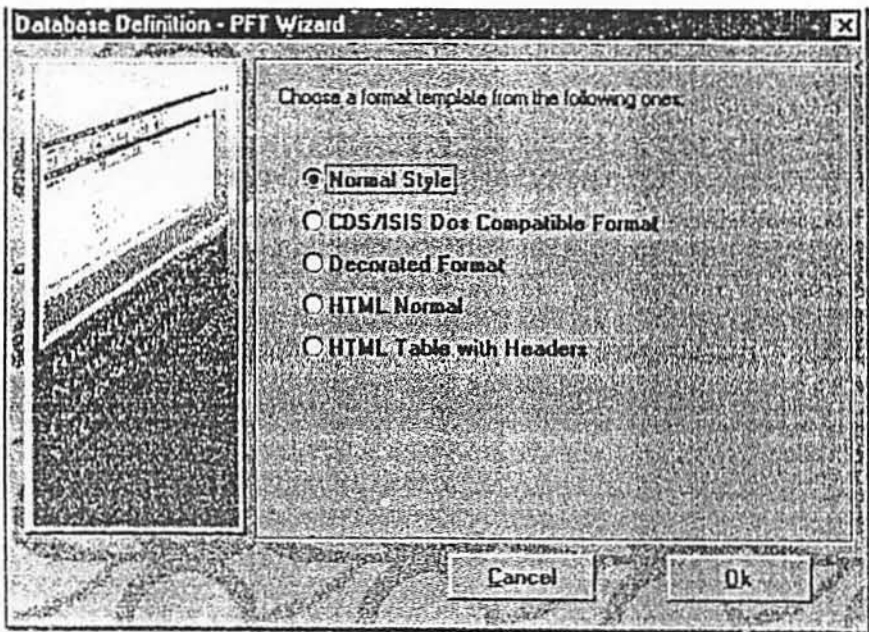 Database Definition - PFT Wizard
Choose a format template from the following ones:
Normal Style
CDS/ISIS Dos Compatible Format
Decorated Format
HTML Normal
HTML Table with Headers
Cancel
Ok